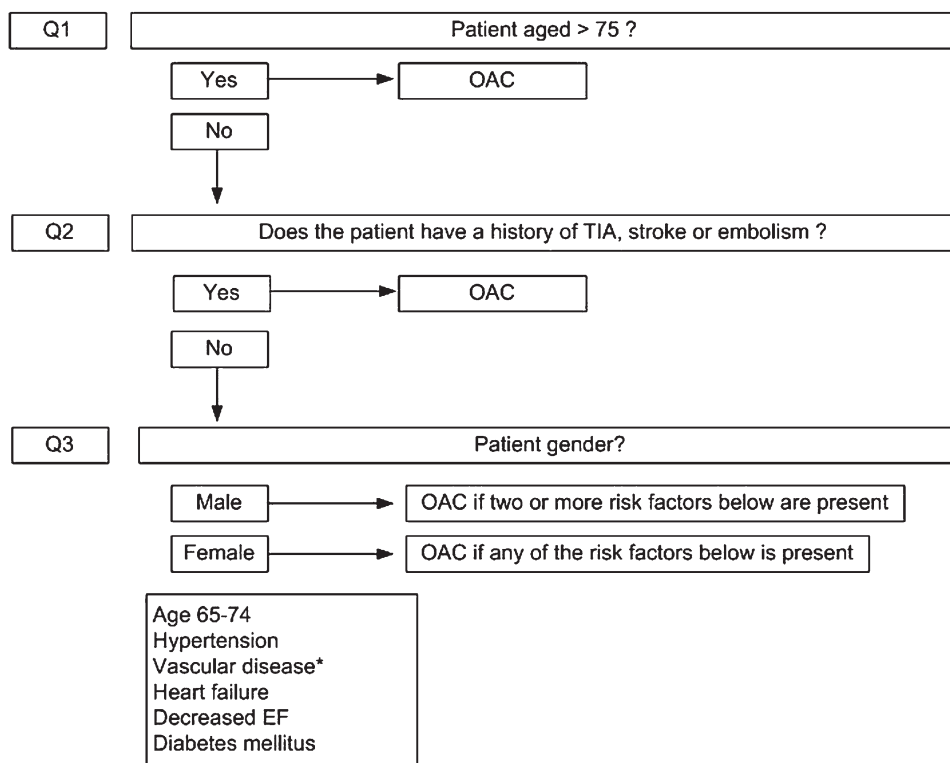 Q1
Patient aged > 75 ?
Yes
OAC
No
Q2
Does the patient have a history of TIA, stroke or embolism ?
Yes
OAC
No
Q3
Patient gender?
Male
OAC if two or more risk factors below are present
Female
OAC if any of the risk factors below is present
Age 65-74
Hypertension
Vascular disease*
Heart failure
Decreased EF
Diabetes mellitus